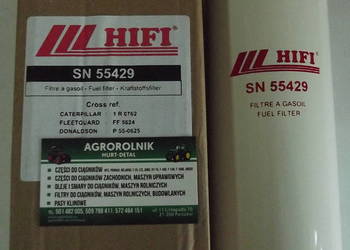 HIFI
SN 55429
Filtre a gasoil - Fuel filter - Kraftstoffsfilter
Cross ref.
CATERPILLAR 1 R 0762
FLEETGUARD FF 5624
DONALDSON P 55-0625
AGROROLNIK
HURT-DETAL
CZĘŚCI DO CIĄGNIKÓW
CZĘŚCI DO CIĄGNIKÓW ZACHODNICH, MASZYN UPRAWOWYCH
OLEJE I SMARY DO CIĄGNIKÓW, MASZYN ROLNICZYCH
FILTRY DO CIĄGNIKÓW, MASZYN ROLNICZYCH, BUDOWLANYCH
PASY KLINOWE
HIFI
SN 55429
FILTRE A GASOIL
FUEL FILTER